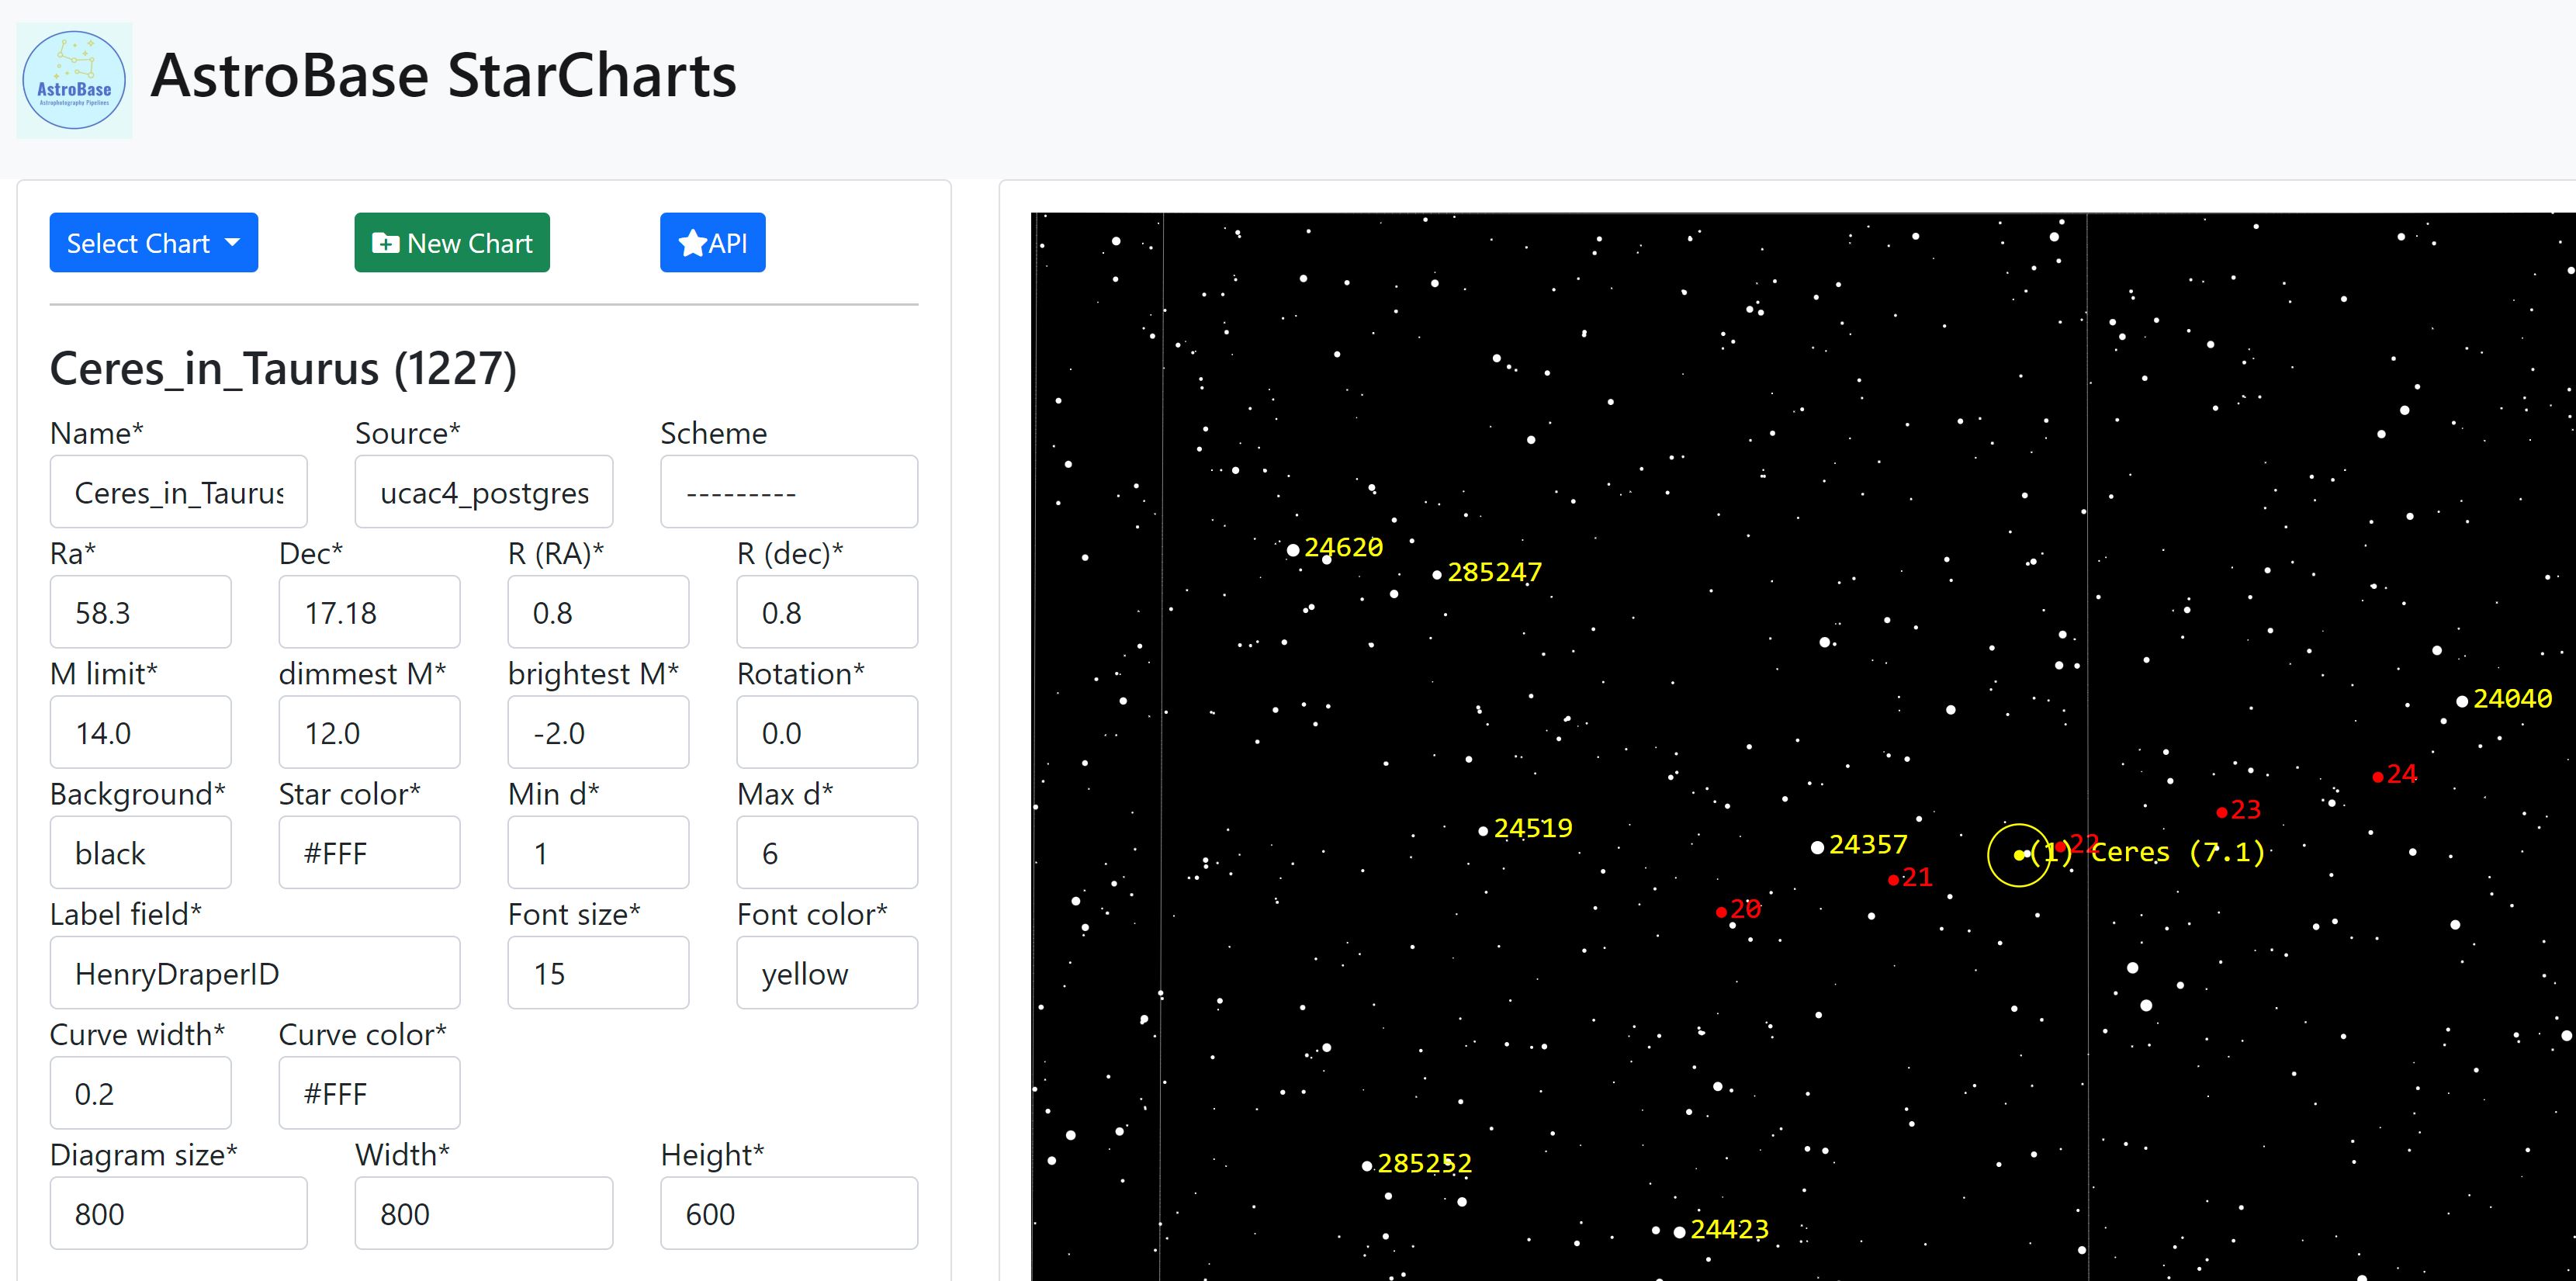 AstroBase
Astrophotography Pipelines
AstroBase StarCharts
Select Chart
New Chart
API
Ceres_in_Taurus (1227)
Name* Source* Scheme
Ceres_in_Taurus ucac4_postgres ---------
Ra* Dec* R (RA)* R (dec)*
58.3 17.18 0.8 0.8
M limit* dimmest M* brightest M* Rotation*
14.0 12.0 -2.0 0.0
Background* Star color* Min d* Max d*
black #FFF 1 6
Label field* Font size* Font color*
HenryDraperID 15 yellow
Curve width* Curve color*
0.2 #FFF
Diagram size* Width* Height*
800 800 600
24620
285247
24040
24
23
24519
24357
22
(1) Ceres (7.1)
21
20
285252
24423